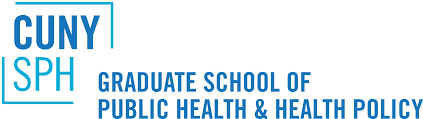 CUNY
SPH
GRADUATE SCHOOL OF
PUBLIC HEALTH & HEALTH POLICY